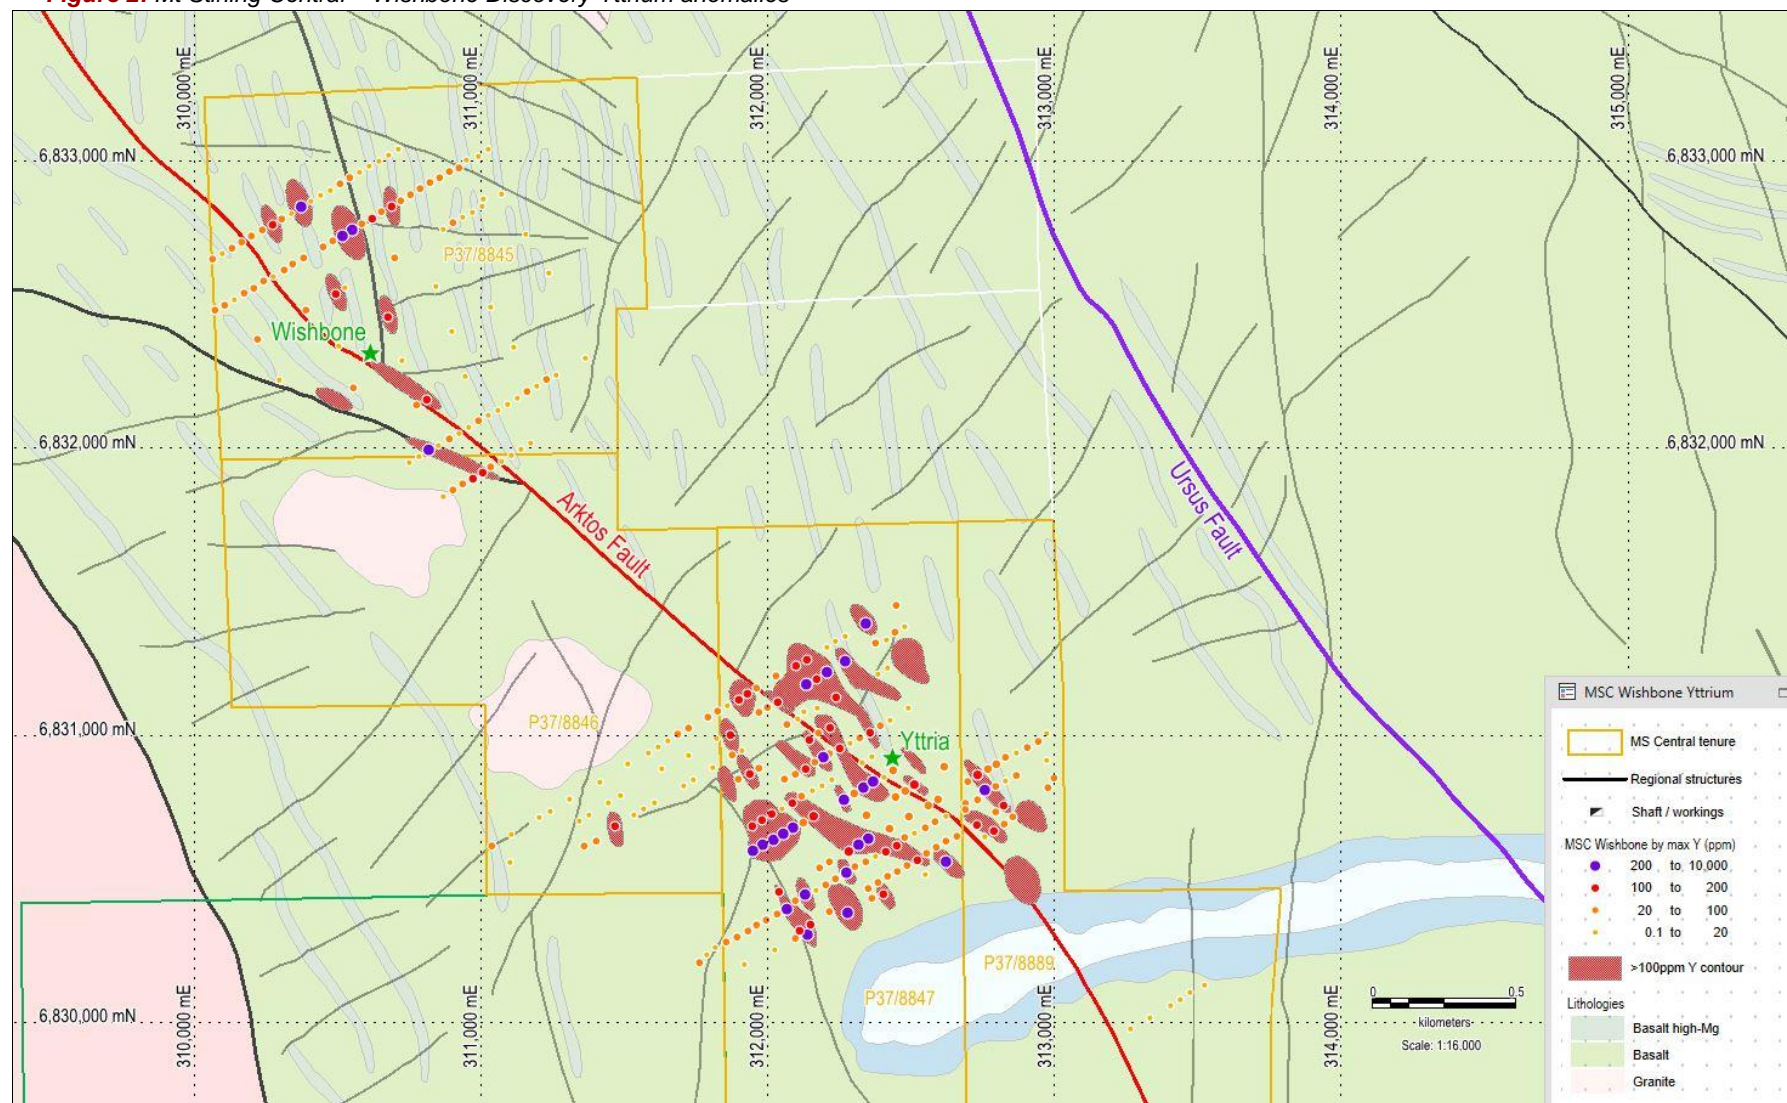 Figure 2: Mt Stirling Central – Wishbone Discovery Yttrium anomalies
310,000 mE
311,000 mE
312,000 mE
313,000 mE
314,000 mE
315,000 mE
6,833,000 mN
6,833,000 mN
P37/8845
Wishbone
6,832,000 mN
6,832,000 mN
Arktos Fault
Ursus Fault
P37/8846
6,831,000 mN
Yttria
P37/8889
P37/8847
6,830,000 mN
310,000 mE
311,000 mE
312,000 mE
313,000 mE
314,000 mE
0 0.5
kilometers
Scale: 1:16,000
MSC Wishbone Yttrium
MS Central tenure
Regional structures
Shaft / workings
MSC Wishbone by max Y (ppm)
200 to 10,000
100 to 200
20 to 100
0.1 to 20
>100ppm Y contour
Lithologies
Basalt high-Mg
Basalt
Granite